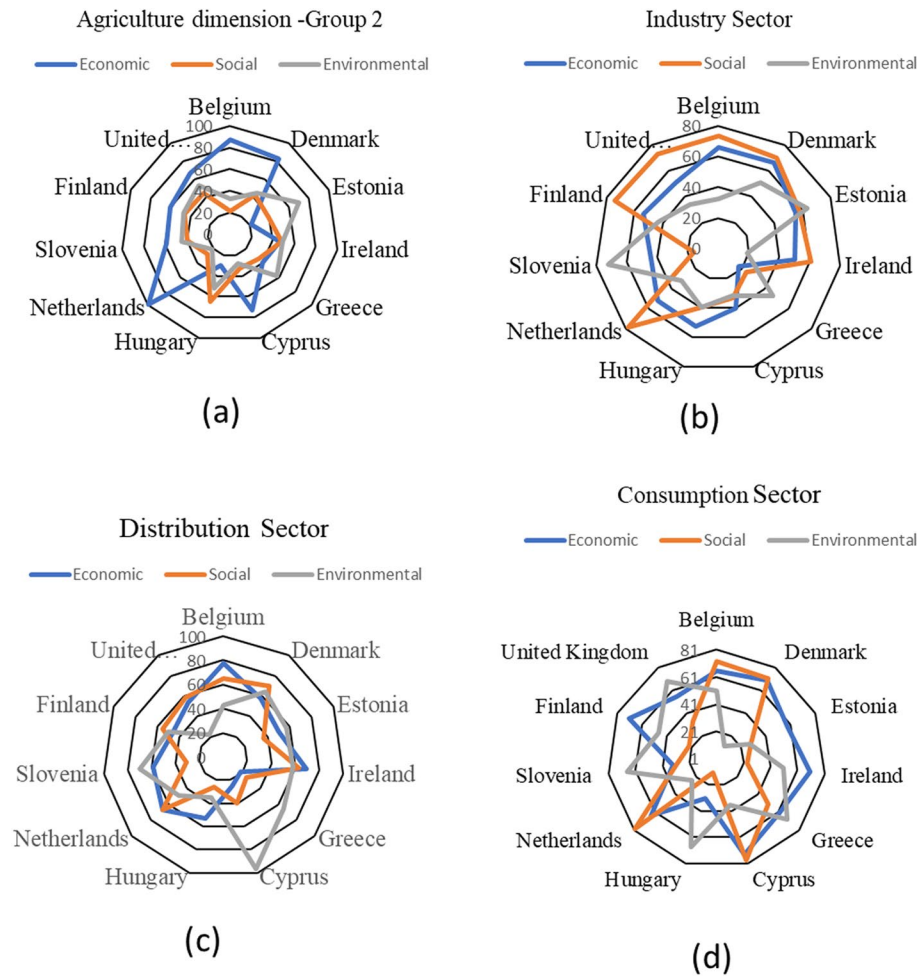 Agriculture dimension -Group 2
Economic Social Environmental
Belgium
100
80
60
40
20
0
Denmark
Estonia
Ireland
Greece
Cyprus
Hungary
Netherlands
Slovenia
Finland
United...
(a)
Industry Sector
Economic Social Environmental
Belgium
80
60
40
20
0
Denmark
Estonia
Ireland
Greece
Cyprus
Hungary
Netherlands
Slovenia
Finland
United...
(b)
Distribution Sector
Economic Social Environmental
Belgium
100
80
60
40
20
0
Denmark
Estonia
Ireland
Greece
Cyprus
Hungary
Netherlands
Slovenia
Finland
United...
(c)
Consumption Sector
Economic Social Environmental
Belgium
81
61
41
21
1
Denmark
Estonia
Ireland
Greece
Cyprus
Hungary
Netherlands
Slovenia
Finland
United Kingdom
(d)